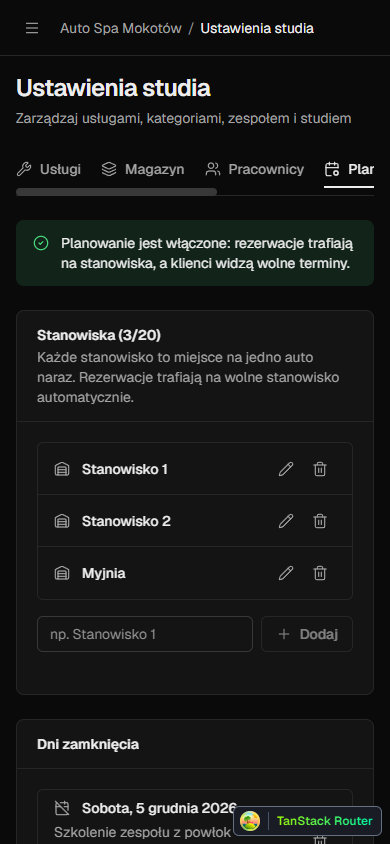 Auto Spa Mokotów / Ustawienia studia
Ustawienia studia
Zarządzaj usługami, kategoriami, zespołem i studiem
Usługi Magazyn Pracownicy Plan
Planowanie jest włączone: rezerwacje trafiają
na stanowiska, a klienci widzą wolne terminy.
Stanowiska (3/20)
Każde stanowisko to miejsce na jedno auto
naraz. Rezerwacje trafiają na wolne stanowisko
automatycznie.
Stanowisko 1
Stanowisko 2
Myjnia
np. Stanowisko 1
+ Dodaj
Dni zamknięcia
Sobota, 5 grudnia 2026
Szkolenie zespołu z powłok
TanStack Router